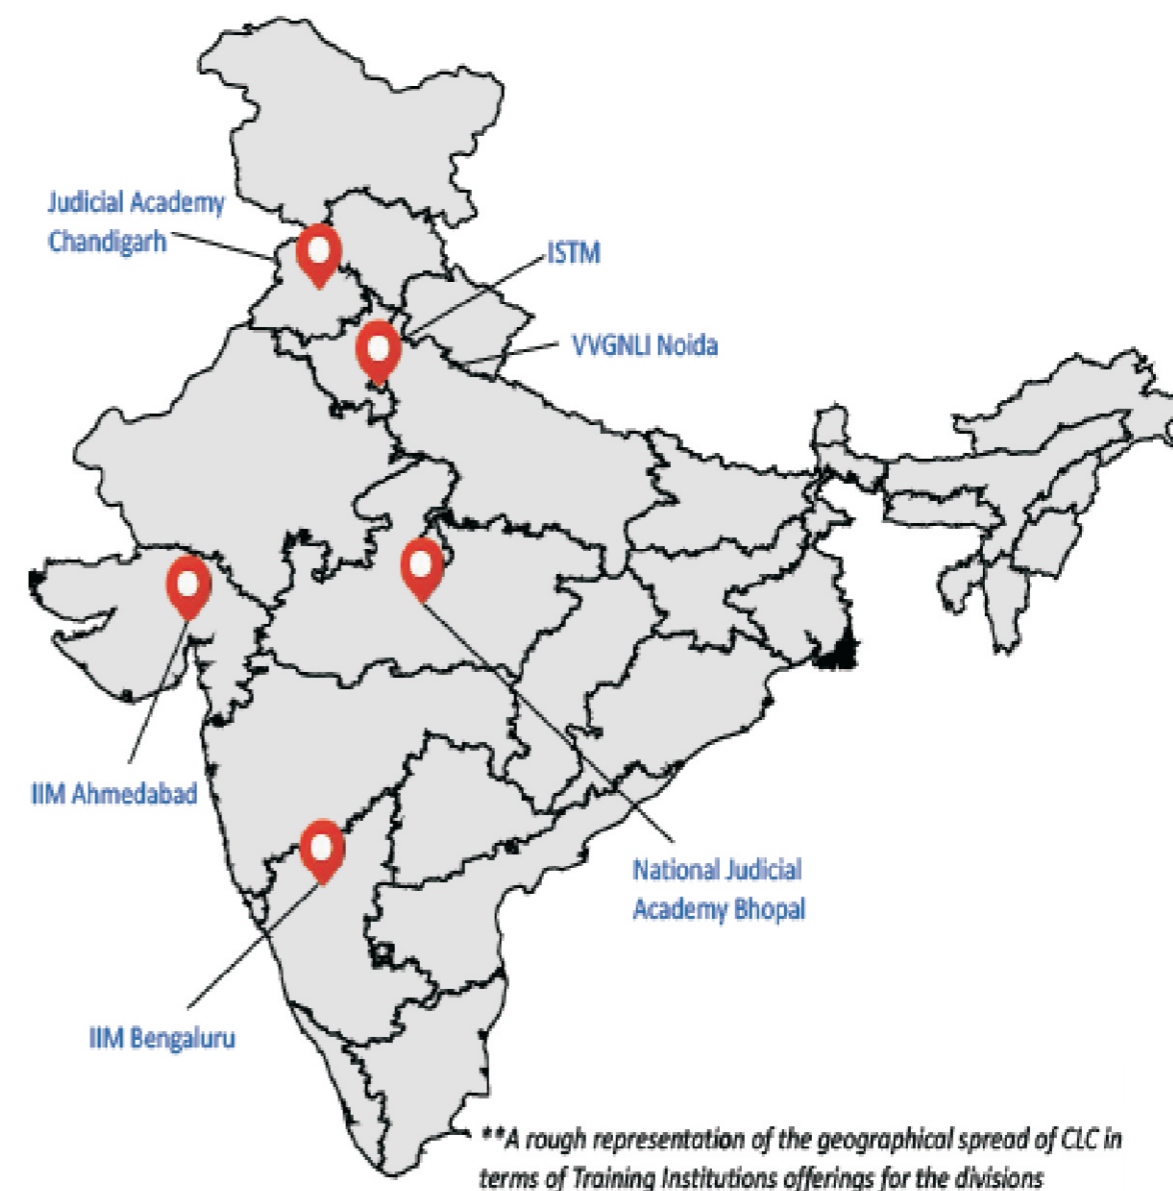 Judicial Academy
Chandigarh
ISTM
VVGNLI Noida
IIM Ahmedabad
National Judicial
Academy Bhopal
IIM Bengaluru
**A rough representation of the geographical spread of CLC in
terms of Training Institutions offerings for the divisions